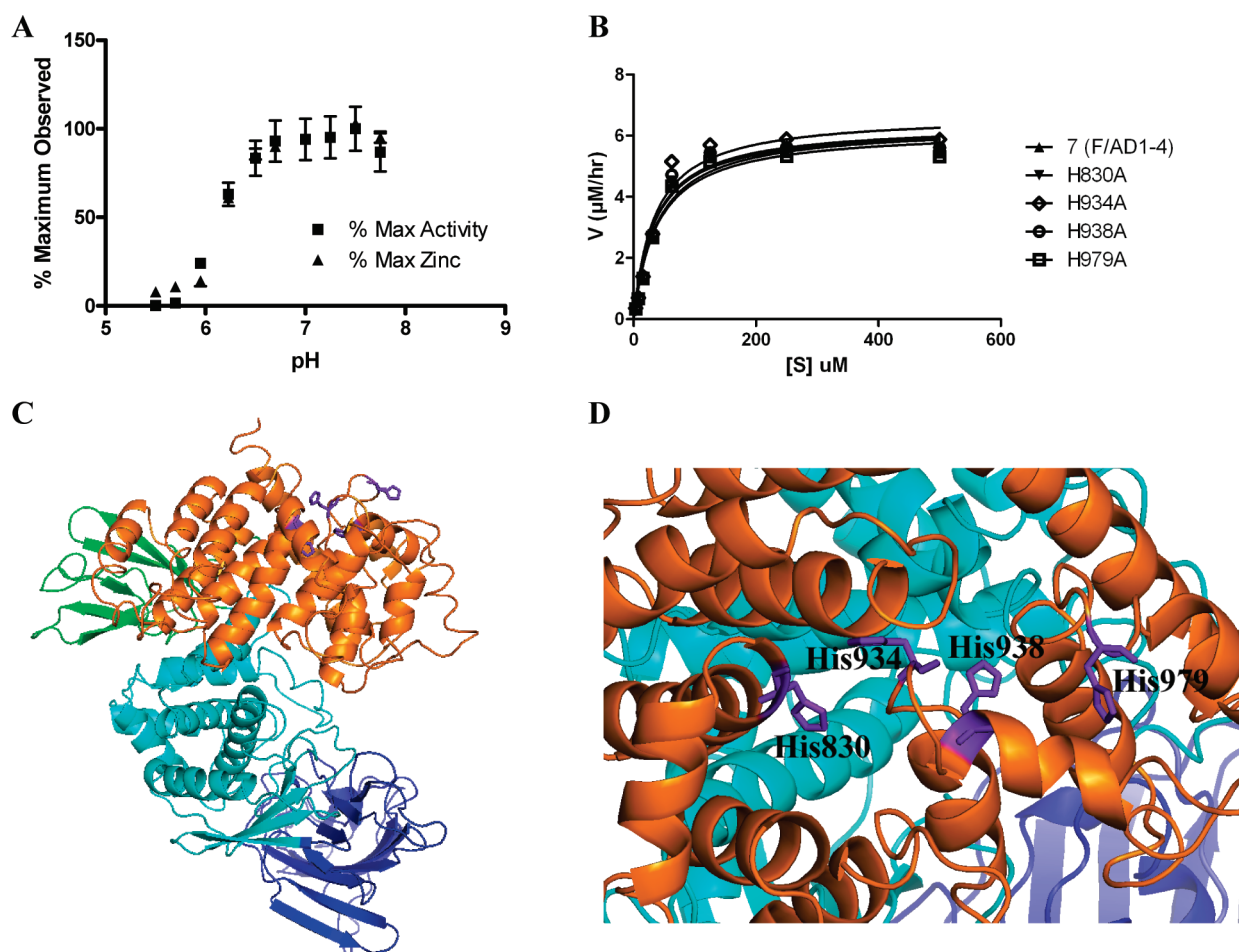 A
% Maximum Observed
150
100
50
0
5
6
7
8
9
pH
% Max Activity
% Max Zinc
B
V (µM/hr)
8
6
4
2
0
0
200
400
600
[S] uM
7 (F/AD1-4)
H830A
H934A
H938A
H979A
C
D
His934
His938
His979
His830